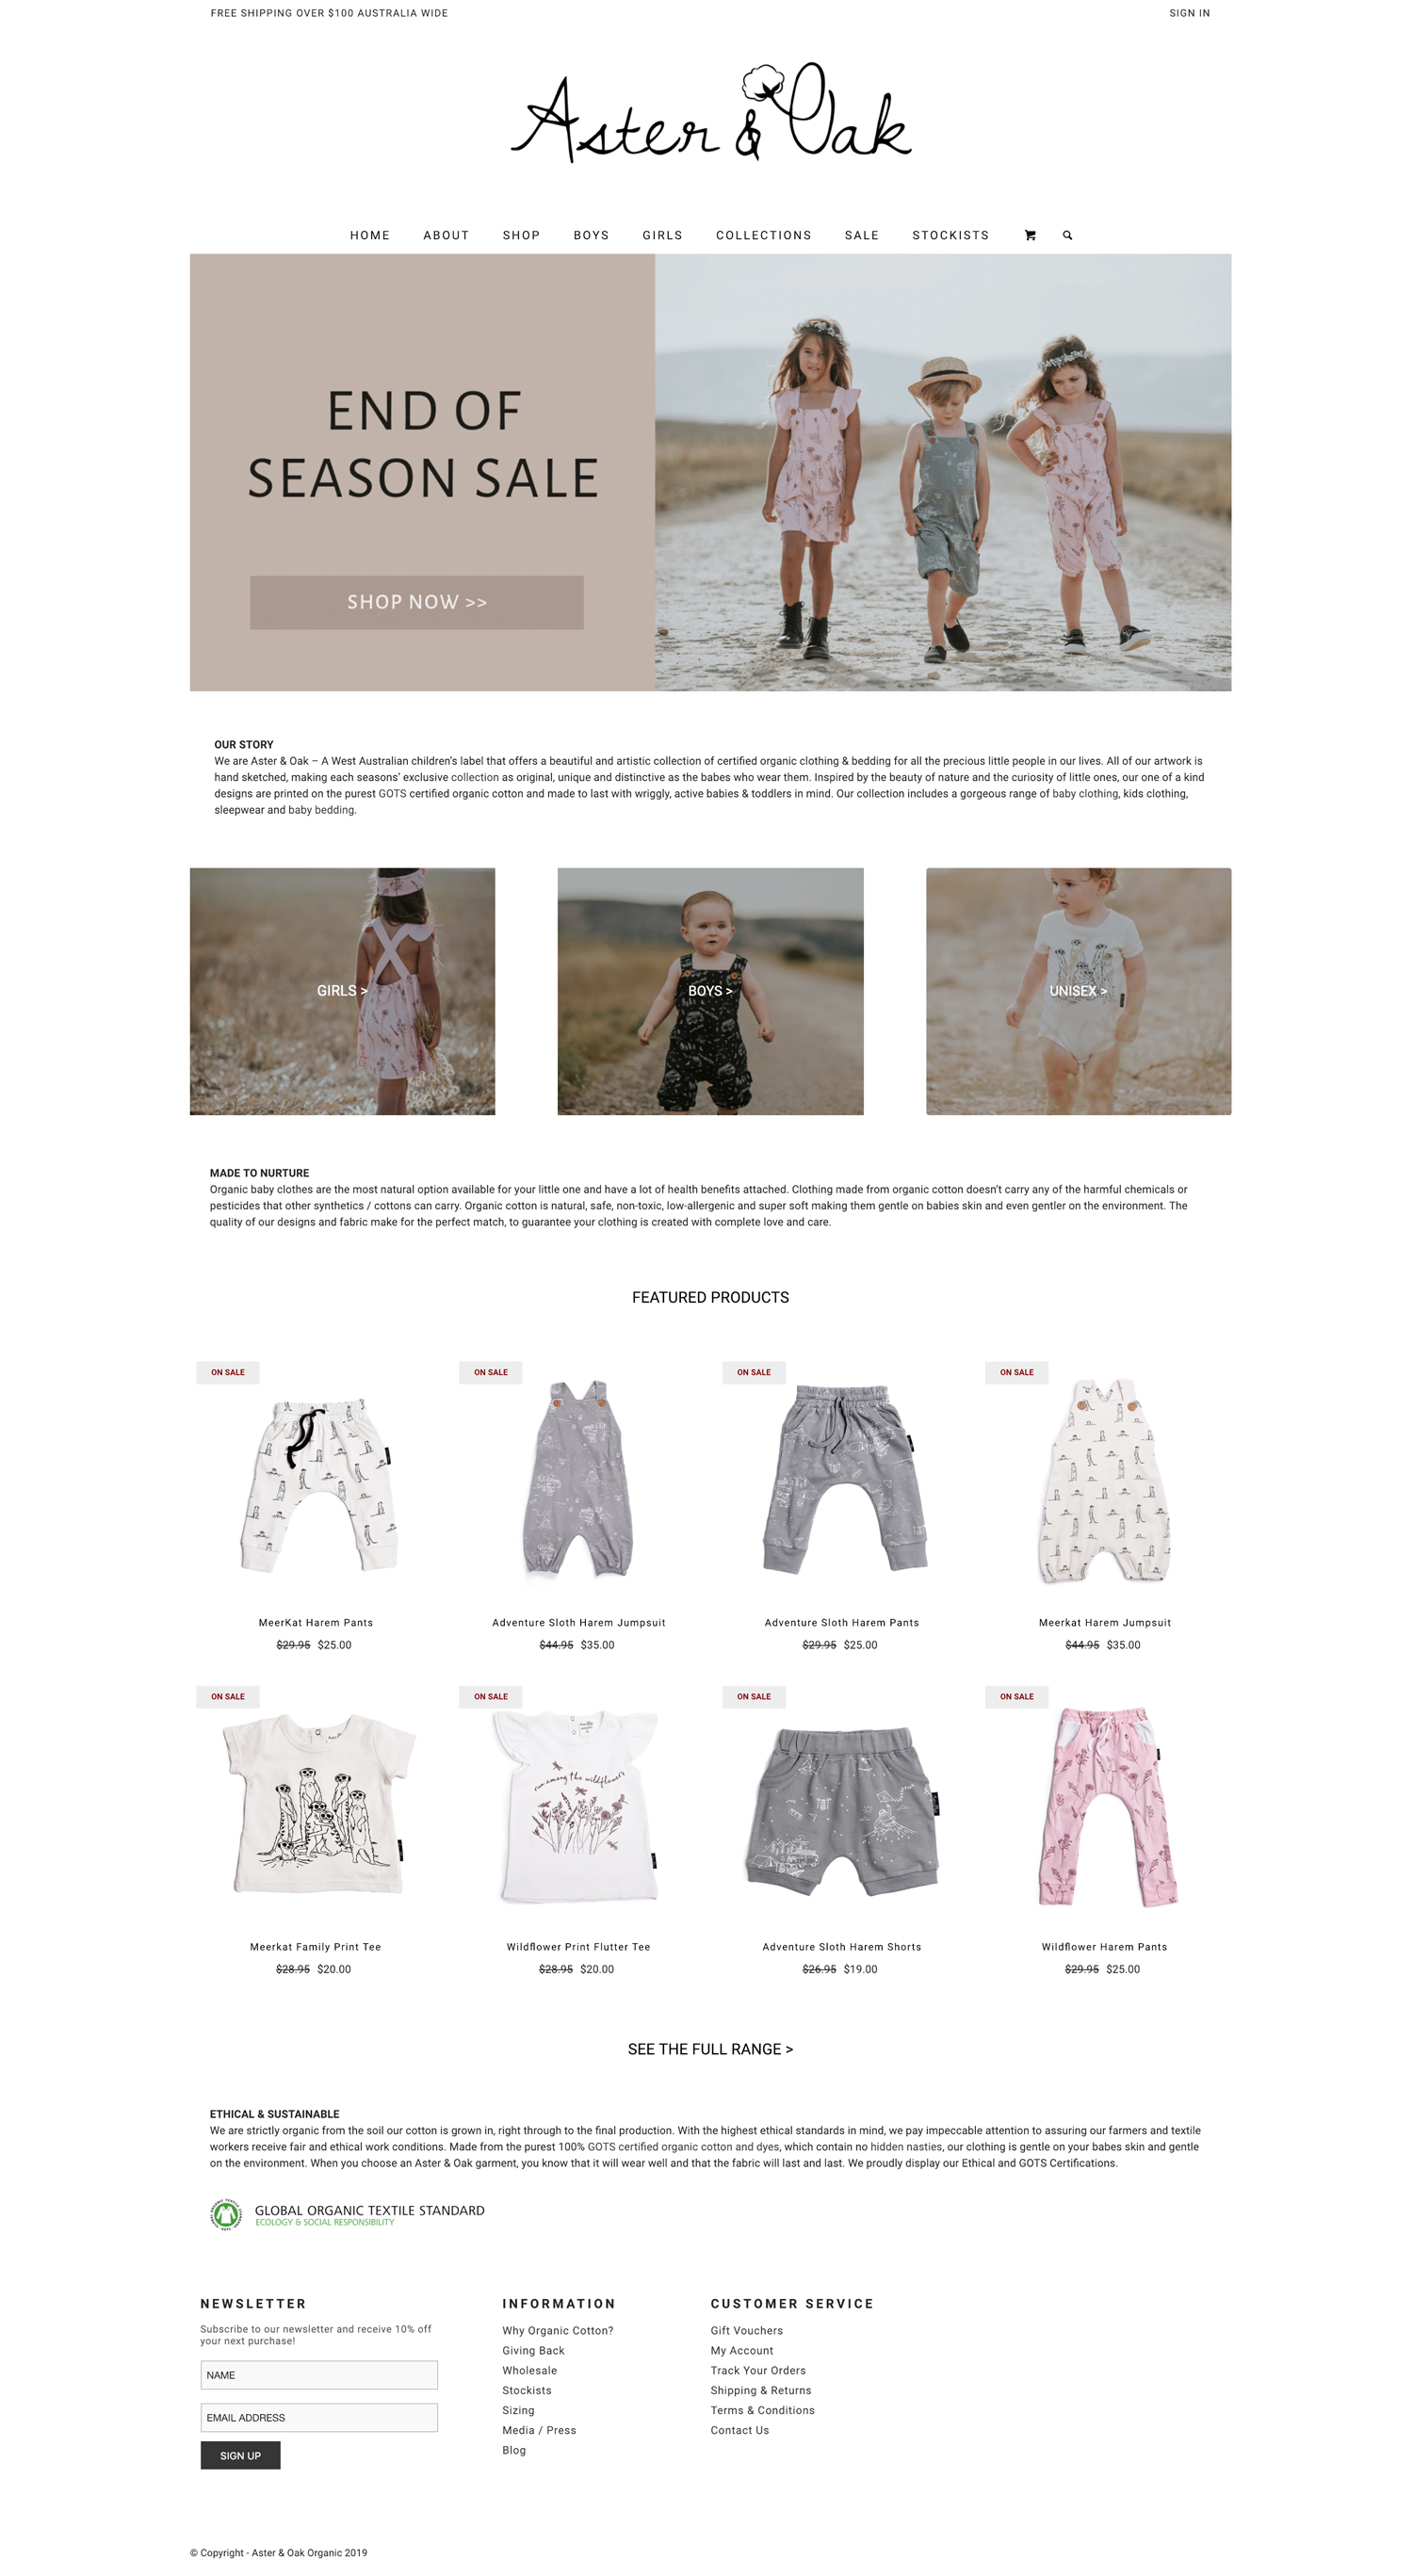 FREE SHIPPING OVER $100 AUSTRALIA WIDE
SIGN IN
Aster & Oak
HOME ABOUT SHOP BOYS GIRLS COLLECTIONS SALE STOCKISTS
END OF
SEASON SALE
SHOP NOW >>
OUR STORY
We are Aster & Oak – A West Australian children's label that offers a beautiful and artistic collection of certified organic clothing & bedding for all the precious little people in our lives. All of our artwork is
hand sketched, making each seasons' exclusive collection as original, unique and distinctive as the babes who wear them. Inspired by the beauty of nature and the curiosity of little ones, our one of a kind
designs are printed on the purest GOTS certified organic cotton and made to last with wriggly, active babies & toddlers in mind. Our collection includes a gorgeous range of baby clothing, kids clothing,
sleepwear and baby bedding.
GIRLS >
BOYS >
UNISEX >
MADE TO NURTURE
Organic baby clothes are the most natural option available for your little one and have a lot of health benefits attached. Clothing made from organic cotton doesn't carry any of the harmful chemicals or
pesticides that other synthetics / cottons can carry. Organic cotton is natural, safe, non-toxic, low-allergenic and super soft making them gentle on babies skin and even gentler on the environment. The
quality of our designs and fabric make for the perfect match, to guarantee your clothing is created with complete love and care.
FEATURED PRODUCTS
ON SALE
ON SALE
ON SALE
ON SALE
MeerKat Harem Pants
$29.95 $25.00
Adventure Sloth Harem Jumpsuit
$44.95 $35.00
Adventure Sloth Harem Pants
$29.95 $25.00
Meerkat Harem Jumpsuit
$44.95 $35.00
ON SALE
ON SALE
ON SALE
ON SALE
run among the wildflowers
Meerkat Family Print Tee
$28.95 $20.00
Wildflower Print Flutter Tee
$28.95 $20.00
Adventure Sloth Harem Shorts
$26.95 $19.00
Wildflower Harem Pants
$29.95 $25.00
SEE THE FULL RANGE >
ETHICAL & SUSTAINABLE
We are strictly organic from the soil our cotton is grown in, right through to the final production. With the highest ethical standards in mind, we pay impeccable attention to assuring our farmers and textile
workers receive fair and ethical work conditions. Made from the purest 100% GOTS certified organic cotton and dyes, which contain no hidden nasties, our clothing is gentle on your babes skin and gentle
on the environment. When you choose an Aster & Oak garment, you know that it will wear well and that the fabric will last and last. We proudly display our Ethical and GOTS Certifications.
GLOBAL ORGANIC TEXTILE STANDARD
ECOLOGY & SOCIAL RESPONSIBILITY
NEWSLETTER
Subscribe to our newsletter and receive 10% off
your next purchase!
NAME
EMAIL ADDRESS
SIGN UP
INFORMATION
Why Organic Cotton?
Giving Back
Wholesale
Stockists
Sizing
Media / Press
Blog
CUSTOMER SERVICE
Gift Vouchers
My Account
Track Your Orders
Shipping & Returns
Terms & Conditions
Contact Us
© Copyright - Aster & Oak Organic 2019